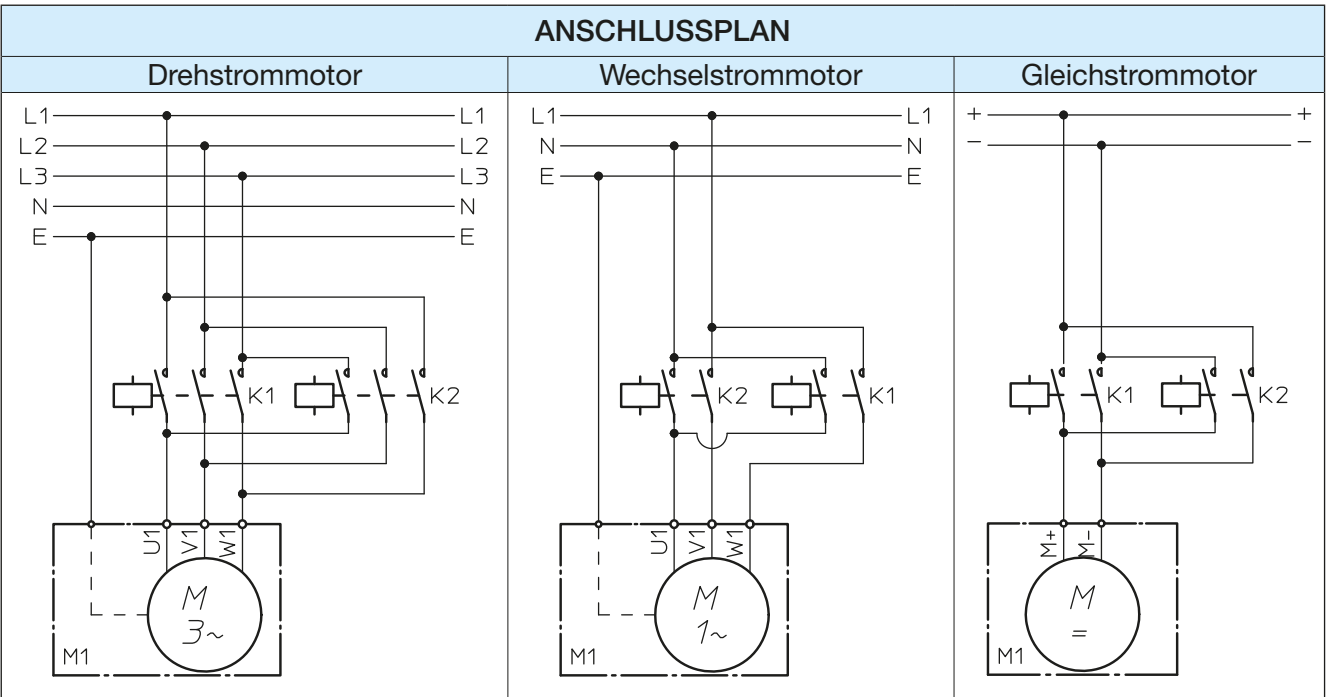 ANSCHLUSSPLAN
Drehstrommotor
L1 L1
L2 L2
L3 L3
N N
E E
K1 K2
U1 V1 W1
M
3~
M1
Wechselstrommotor
L1 L1
N N
E E
K2 K1
U1 V1 W1
M
1~
M1
Gleichstrommotor
+ +
− −
K1 K2
M+ M-
M
=
M1